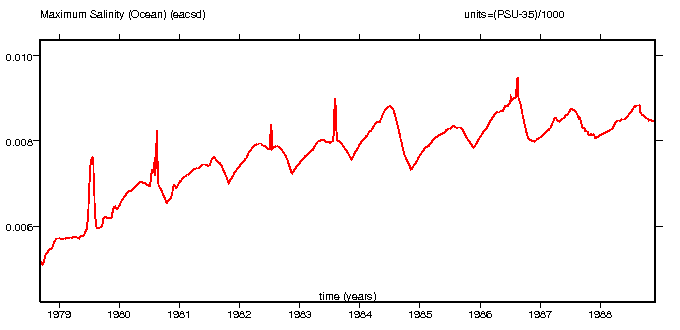 Maximum Salinity (Ocean) (eacsd) units=(PSU-35)/1000
0.010
0.008
0.006
time (years)
1979 1980 1981 1982 1983 1984 1985 1986 1987 1988